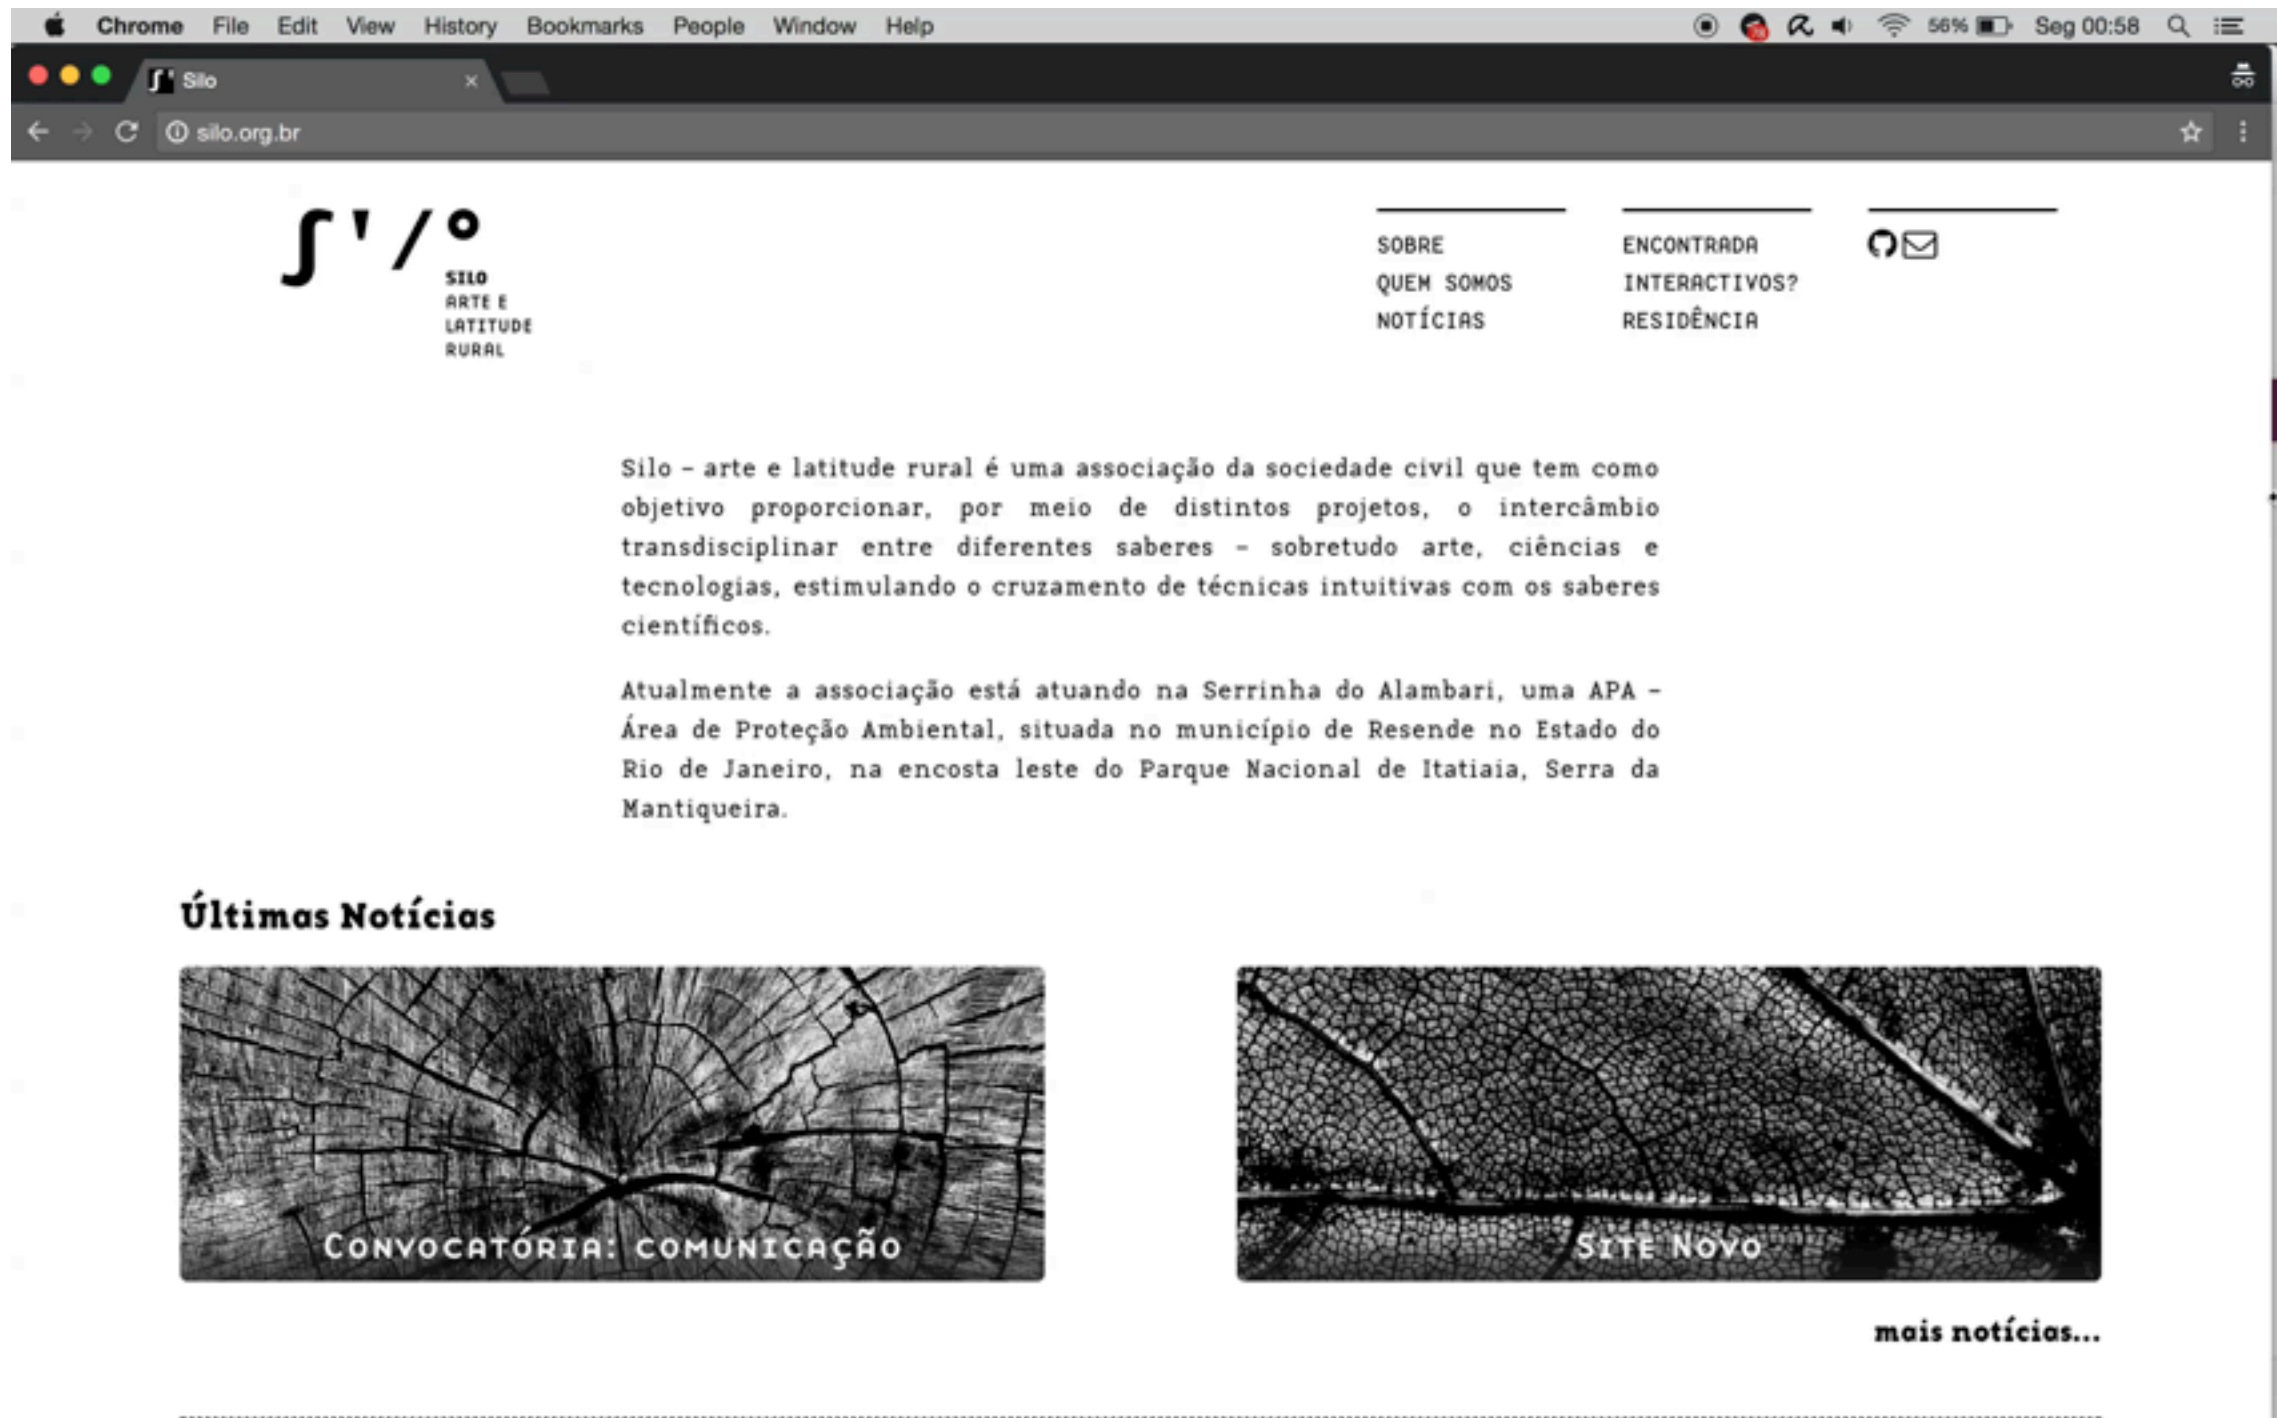 Chrome File Edit View History Bookmarks People Window Help 56% Seg 00:58
Silo
silo.org.br
ʃ'/°
SILO
ARTE E
LATITUDE
RURAL
SOBRE
QUEM SOMOS
NOTÍCIAS
ENCONTRADA
INTERACTIVOS?
RESIDÊNCIA
Silo – arte e latitude rural é uma associação da sociedade civil que tem como
objetivo proporcionar, por meio de distintos projetos, o intercâmbio
transdisciplinar entre diferentes saberes – sobretudo arte, ciências e
tecnologias, estimulando o cruzamento de técnicas intuitivas com os saberes
científicos.
Atualmente a associação está atuando na Serrinha do Alambari, uma APA –
Área de Proteção Ambiental, situada no município de Resende no Estado do
Rio de Janeiro, na encosta leste do Parque Nacional de Itatiaia, Serra da
Mantiqueira.
Últimas Notícias
Convocatória: comunicação
Site Novo
mais notícias...